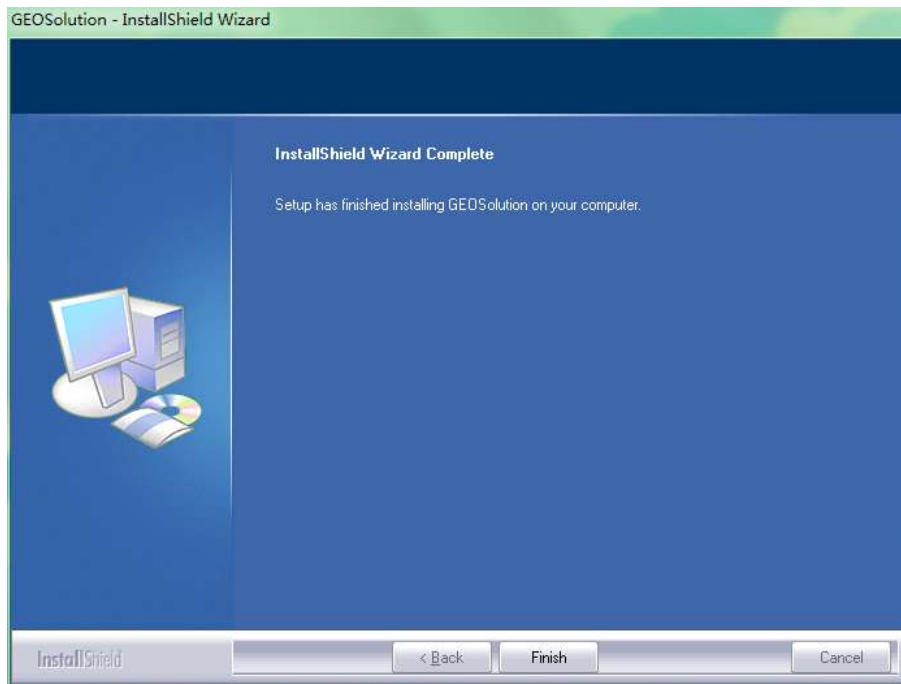 GEOSolution - InstallShield Wizard
InstallShield Wizard Complete
Setup has finished installing GEOSolution on your computer.
InstallShield
< Back
Finish
Cancel